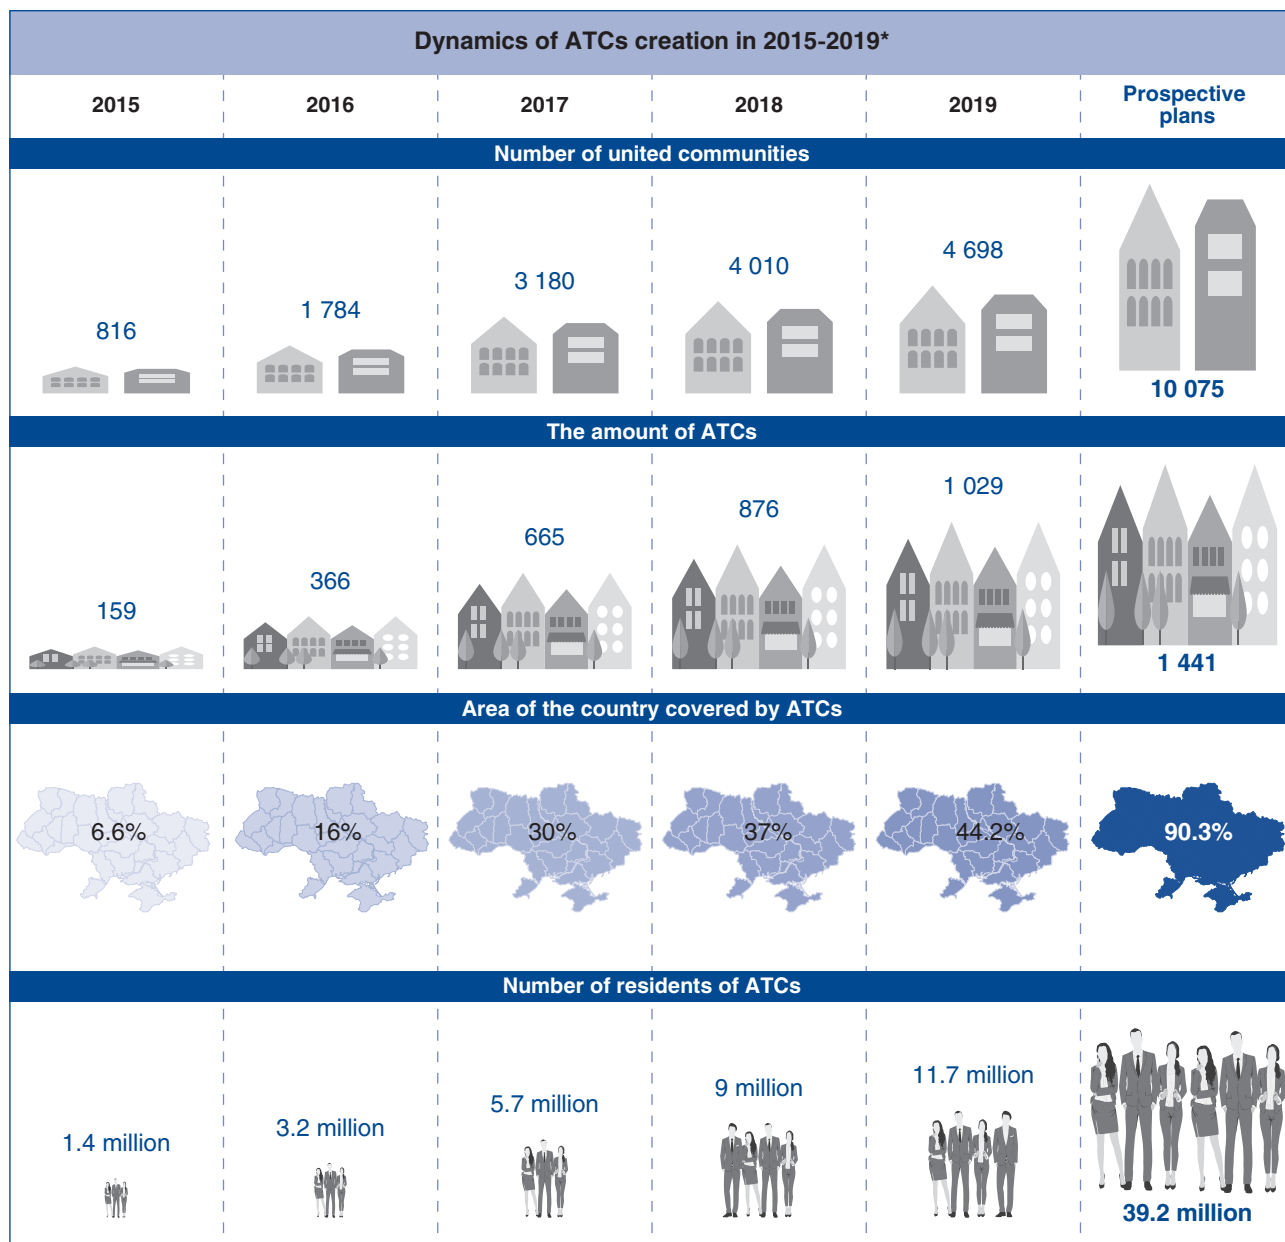 Dynamics of ATCs creation in 2015-2019*
2015 2016 2017 2018 2019 Prospective
plans
Number of united communities
816 1 784 3 180 4 010 4 698 10 075
The amount of ATCs
159 366 665 876 1 029 1 441
Area of the country covered by ATCs
6.6% 16% 30% 37% 44.2% 90.3%
Number of residents of ATCs
1.4 million 3.2 million 5.7 million 9 million 11.7 million 39.2 million